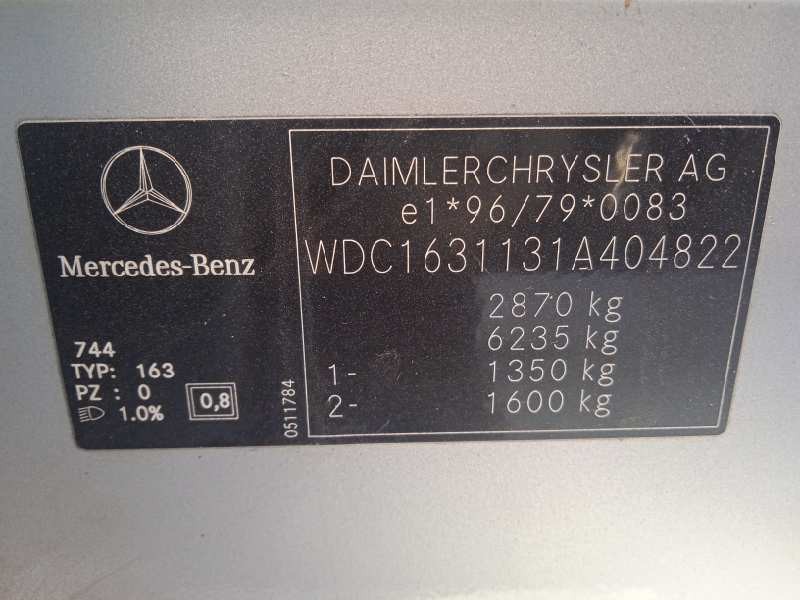 Mercedes-Benz
744
TYP: 163
PZ : 0
1.0%
0,8
0511784
DAIMLERCHRYSLER AG
e1*96/79*0083
WDC1631131A404822
2870 kg
6235 kg
1- 1350 kg
2- 1600 kg